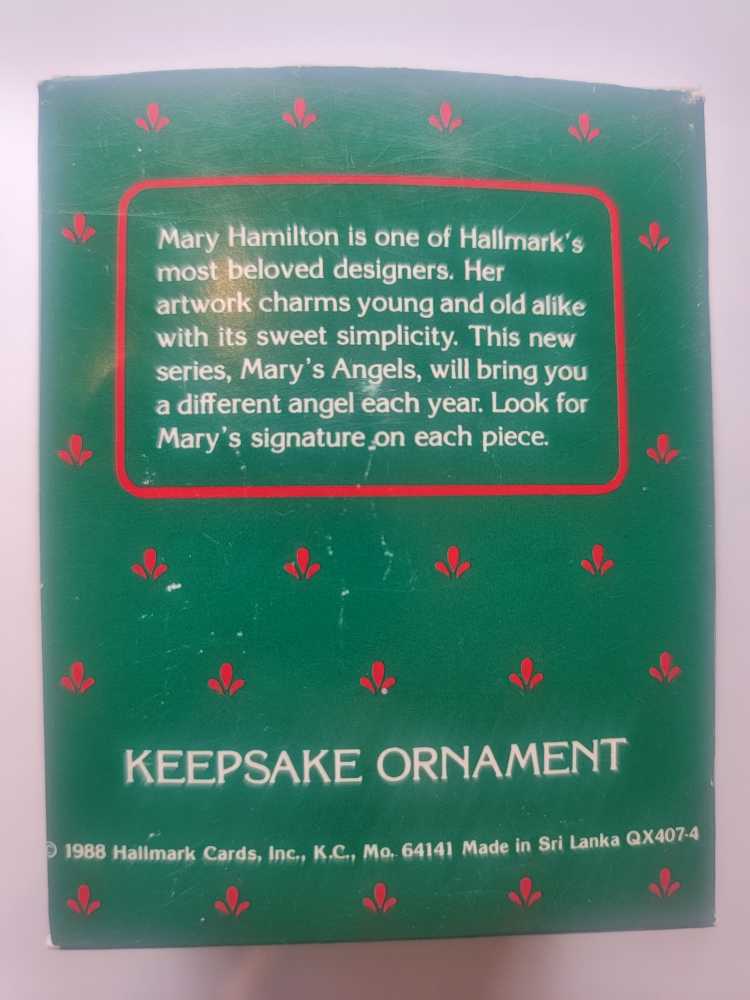 Mary Hamilton is one of Hallmark's
most beloved designers. Her
artwork charms young and old alike
with its sweet simplicity. This new
series, Mary's Angels, will bring you
a different angel each year. Look for
Mary's signature on each piece.
KEEPSAKE ORNAMENT
© 1988 Hallmark Cards, Inc., K.C., Mo. 64141 Made in Sri Lanka QX407-4